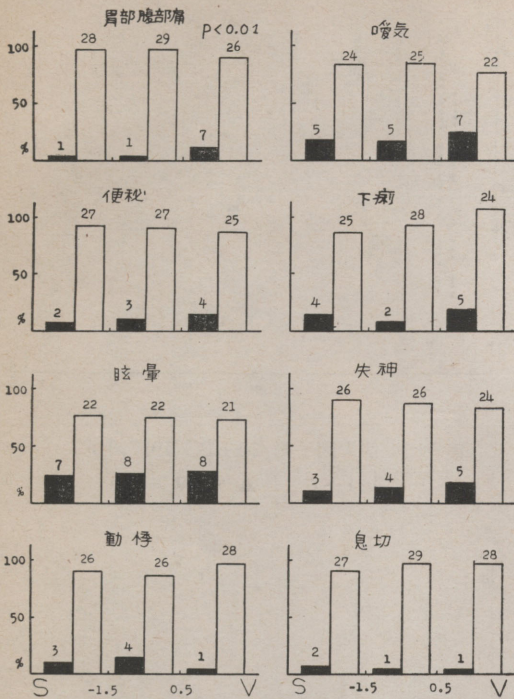 胃部腹部痛
P<0.01
噯気
100
50
%
28 29 26
1 1 7
24 25 22
5 5 7
便秘
下痢
100
50
%
27 27 25
2 3 4
25 28 24
4 2 5
眩暈
失神
100
50
%
22 22 21
7 8 8
26 26 24
3 4 5
動悸
息切
100
50
%
26 26 28
3 4 1
27 29 28
2 1 1
S -1.5 0.5 V
S -1.5 0.5 V